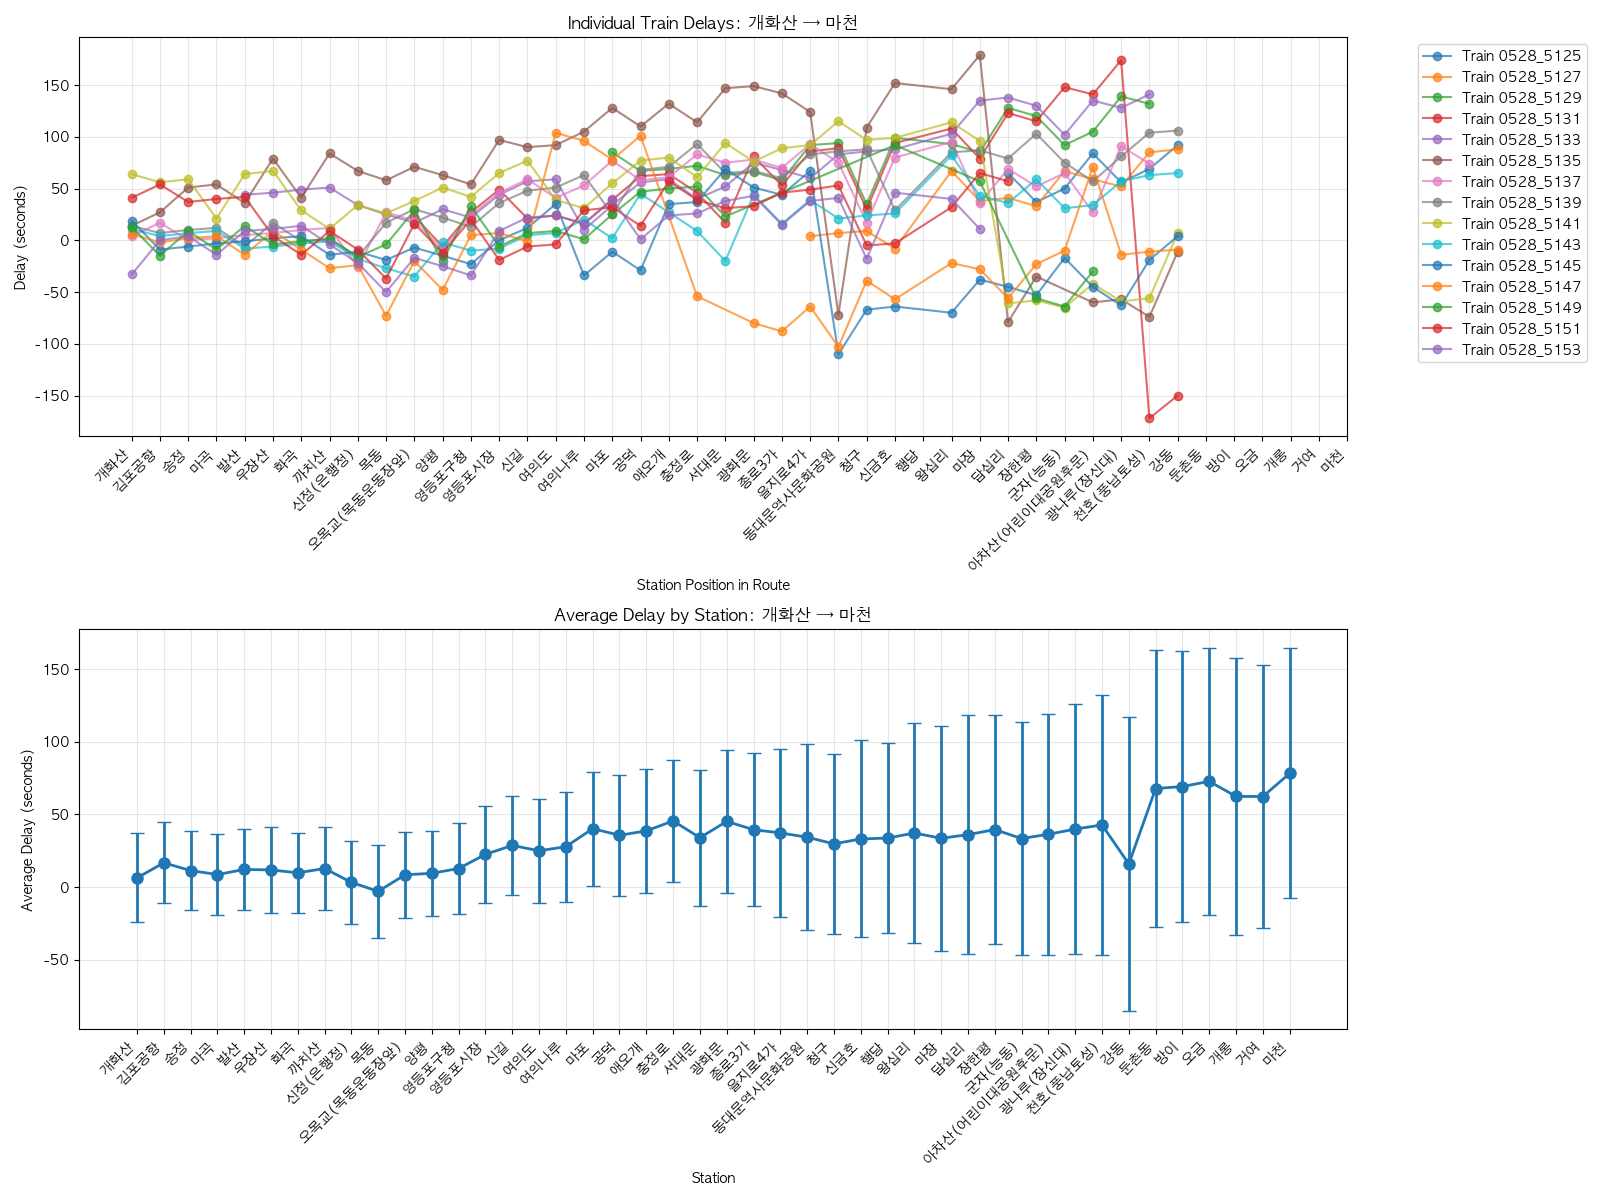 Individual Train Delays: 개화산 → 마천
Delay (seconds)
150
100
50
0
-50
-100
-150
개화산
김포공항
송정
마곡
발산
우장산
화곡
까치산
신정(은행정)
목동
오목교(목동운동장앞)
양평
영등포구청
영등포시장
신길
여의도
여의나루
마포
공덕
애오개
충정로
서대문
광화문
종로3가
을지로4가
동대문역사문화공원
청구
신금호
행당
왕십리
마장
답십리
장한평
군자(능동)
아차산(어린이대공원후문)
광나루(장신대)
천호(풍납토성)
강동
둔촌동
방이
오금
개롱
거여
마천
Station Position in Route
Train 0528_5125
Train 0528_5127
Train 0528_5129
Train 0528_5131
Train 0528_5133
Train 0528_5135
Train 0528_5137
Train 0528_5139
Train 0528_5141
Train 0528_5143
Train 0528_5145
Train 0528_5147
Train 0528_5149
Train 0528_5151
Train 0528_5153
Average Delay by Station: 개화산 → 마천
Average Delay (seconds)
150
100
50
0
-50
개화산
김포공항
송정
마곡
발산
우장산
화곡
까치산
신정(은행정)
목동
오목교(목동운동장앞)
양평
영등포구청
영등포시장
신길
여의도
여의나루
마포
공덕
애오개
충정로
서대문
광화문
종로3가
을지로4가
동대문역사문화공원
청구
신금호
행당
왕십리
마장
답십리
장한평
군자(능동)
아차산(어린이대공원후문)
광나루(장신대)
천호(풍납토성)
강동
둔촌동
방이
오금
개롱
거여
마천
Station